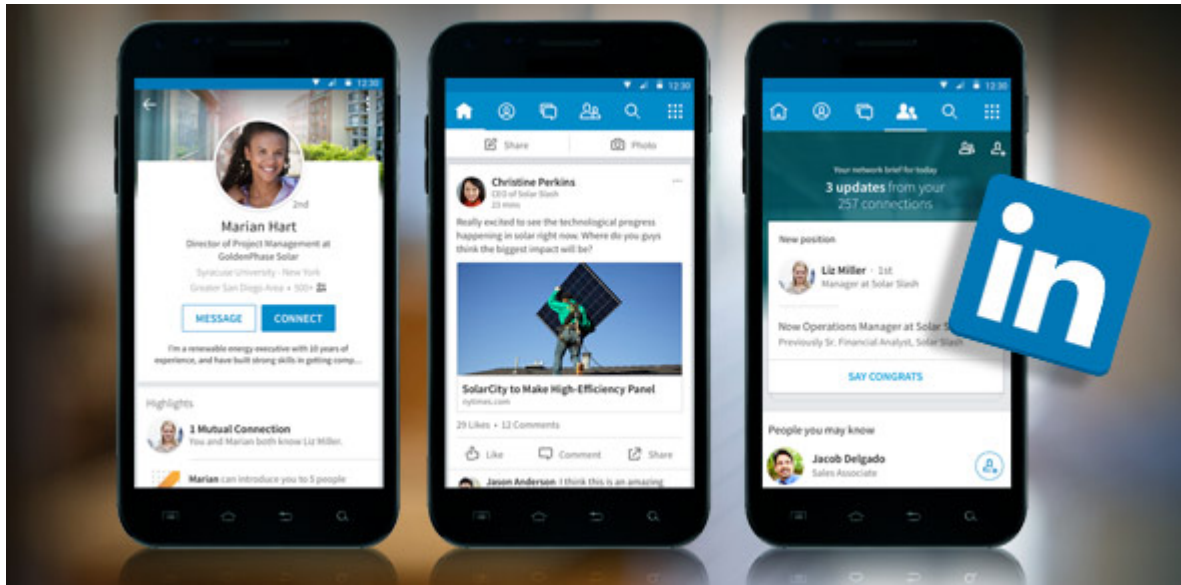 12:30
2nd
Marian Hart
Director of Project Management at
GoldenPhase Solar
Syracuse University · New York
Greater San Diego Area • 500+
MESSAGE
CONNECT
I'm a renewable energy executive with 10 years of
experience, and have built strong skills in getting comp...
Highlights
1 Mutual Connection
You and Marian both know Liz Miller.
Marian can introduce you to 5 people
12:30
Share
Photo
Christine Perkins
CEO of Solar Slash
23 mins
Really excited to see the technological progress
happening in solar right now. Where do you guys
think the biggest impact will be?
SolarCity to Make High-Efficiency Panel
nytimes.com
29 Likes • 12 Comments
Like
Comment
Share
Jason Anderson I think this is an amazing
12:30
Your network brief for today
3 updates from your
257 connections
New position
Liz Miller · 1st
Manager at Solar Slash
Now Operations Manager at Solar
Previously Sr. Financial Analyst, Solar Slash
SAY CONGRATS
People you may know
Jacob Delgado
Sales Associate
in